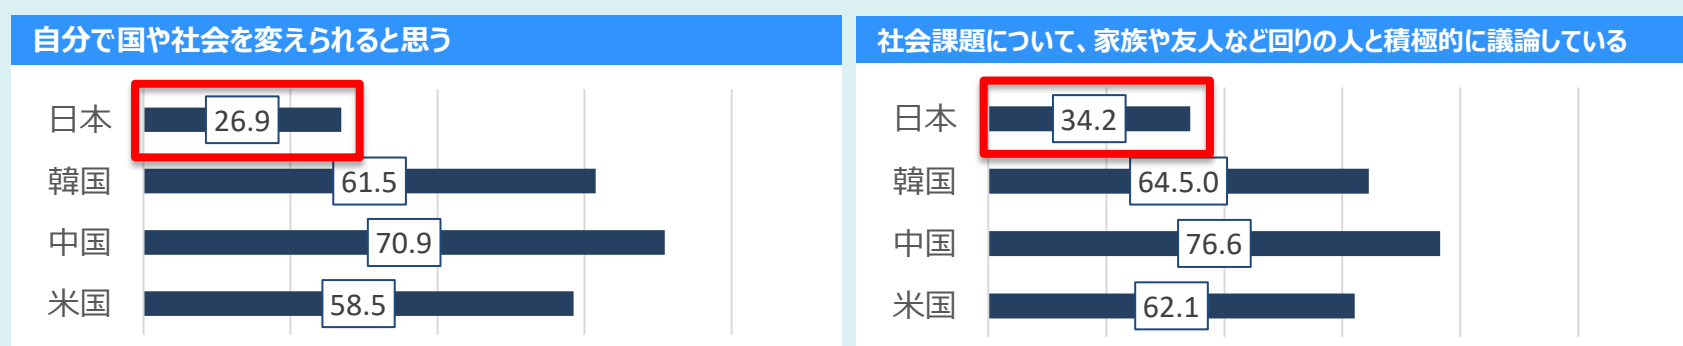 自分で国や社会を変えられると思う
日本 26.9
韓国 61.5
中国 70.9
米国 58.5
社会課題について、家族や友人など回りの人と積極的に議論している
日本 34.2
韓国 64.5.0
中国 76.6
米国 62.1